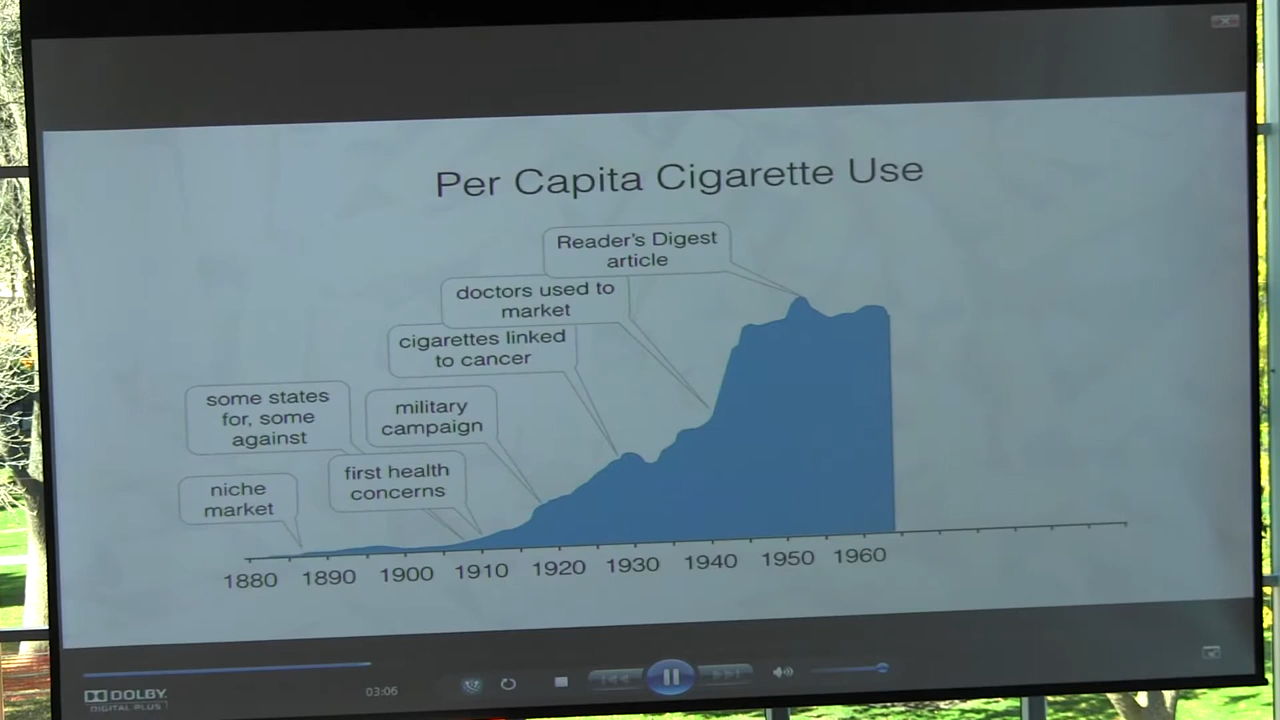 Per Capita Cigarette Use
Reader's Digest
article
doctors used to
market
cigarettes linked
to cancer
some states
for, some
against
military
campaign
first health
concerns
niche
market
1880 1890 1900 1910 1920 1930 1940 1950 1960
03:06
DOLBY
DIGITAL PLUS